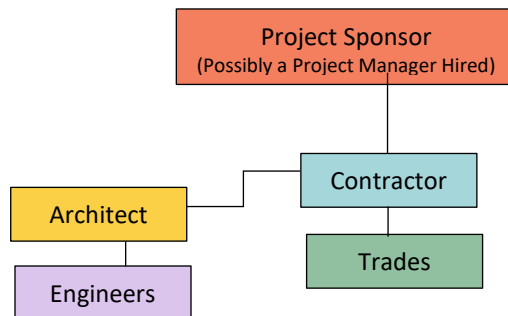 Project Sponsor
(Possibly a Project Manager Hired)
Contractor
Architect
Trades
Engineers